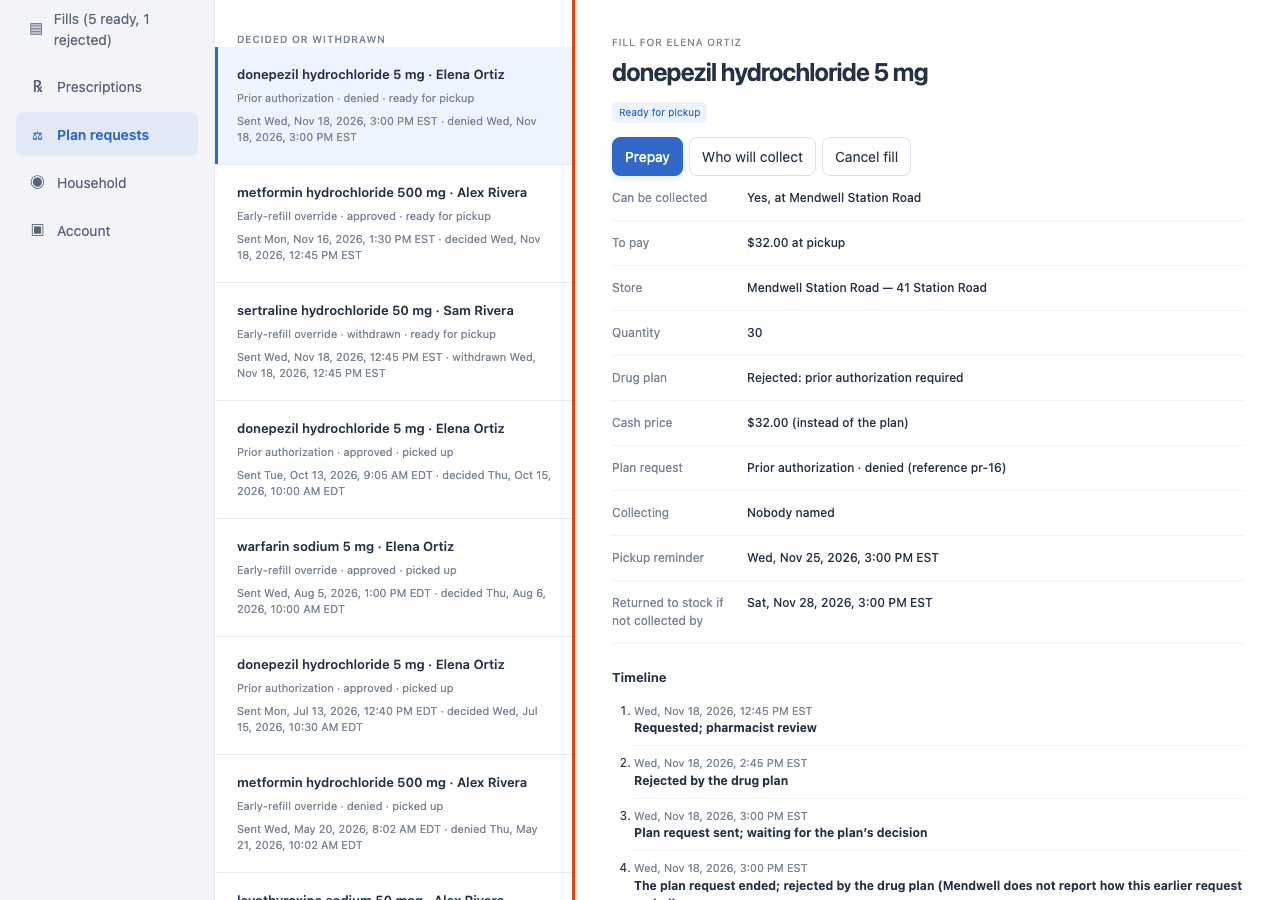 Fills (5 ready, 1
rejected)
Prescriptions
Plan requests
Household
Account
DECIDED OR WITHDRAWN
donepezil hydrochloride 5 mg · Elena Ortiz
Prior authorization · denied · ready for pickup
Sent Wed, Nov 18, 2026, 3:00 PM EST · denied Wed, Nov
18, 2026, 3:00 PM EST
metformin hydrochloride 500 mg · Alex Rivera
Early-refill override · approved · ready for pickup
Sent Mon, Nov 16, 2026, 1:30 PM EST · decided Wed, Nov
18, 2026, 12:45 PM EST
sertraline hydrochloride 50 mg · Sam Rivera
Early-refill override · withdrawn · ready for pickup
Sent Wed, Nov 18, 2026, 12:45 PM EST · withdrawn Wed,
Nov 18, 2026, 12:45 PM EST
donepezil hydrochloride 5 mg · Elena Ortiz
Prior authorization · approved · picked up
Sent Tue, Oct 13, 2026, 9:05 AM EDT · decided Thu, Oct 15,
2026, 10:00 AM EDT
warfarin sodium 5 mg · Elena Ortiz
Early-refill override · approved · picked up
Sent Wed, Aug 5, 2026, 1:00 PM EDT · decided Thu, Aug 6,
2026, 10:00 AM EDT
donepezil hydrochloride 5 mg · Elena Ortiz
Prior authorization · approved · picked up
Sent Mon, Jul 13, 2026, 12:40 PM EDT · decided Wed, Jul
15, 2026, 10:30 AM EDT
metformin hydrochloride 500 mg · Alex Rivera
Early-refill override · denied · picked up
Sent Wed, May 20, 2026, 8:02 AM EDT · denied Thu, May
21, 2026, 10:02 AM EDT
levothyroxine sodium 50 mcg · Alex Rivera
FILL FOR ELENA ORTIZ
donepezil hydrochloride 5 mg
Ready for pickup
Prepay
Who will collect
Cancel fill
Can be collected Yes, at Mendwell Station Road
To pay $32.00 at pickup
Store Mendwell Station Road — 41 Station Road
Quantity 30
Drug plan Rejected: prior authorization required
Cash price $32.00 (instead of the plan)
Plan request Prior authorization · denied (reference pr-16)
Collecting Nobody named
Pickup reminder Wed, Nov 25, 2026, 3:00 PM EST
Returned to stock if Sat, Nov 28, 2026, 3:00 PM EST
not collected by
Timeline
1. Wed, Nov 18, 2026, 12:45 PM EST
Requested; pharmacist review
2. Wed, Nov 18, 2026, 2:45 PM EST
Rejected by the drug plan
3. Wed, Nov 18, 2026, 3:00 PM EST
Plan request sent; waiting for the plan’s decision
4. Wed, Nov 18, 2026, 3:00 PM EST
The plan request ended; rejected by the drug plan (Mendwell does not report how this earlier request